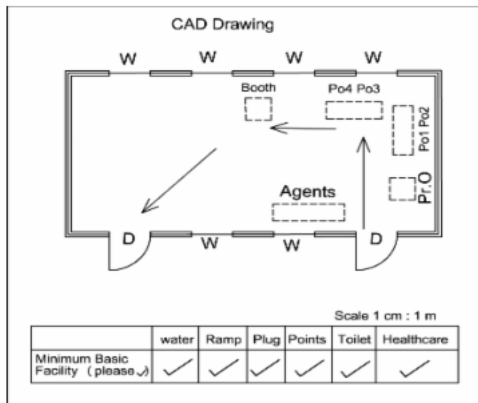 CAD Drawing
W W W W
Booth Po4 Po3
Po1 Po2
Pr.O
Agents
D W W D
Scale 1 cm : 1 m
water Ramp Plug Points Toilet Healthcare
Minimum Basic
Facility ( please ✓) ✓ ✓ ✓ ✓ ✓ ✓